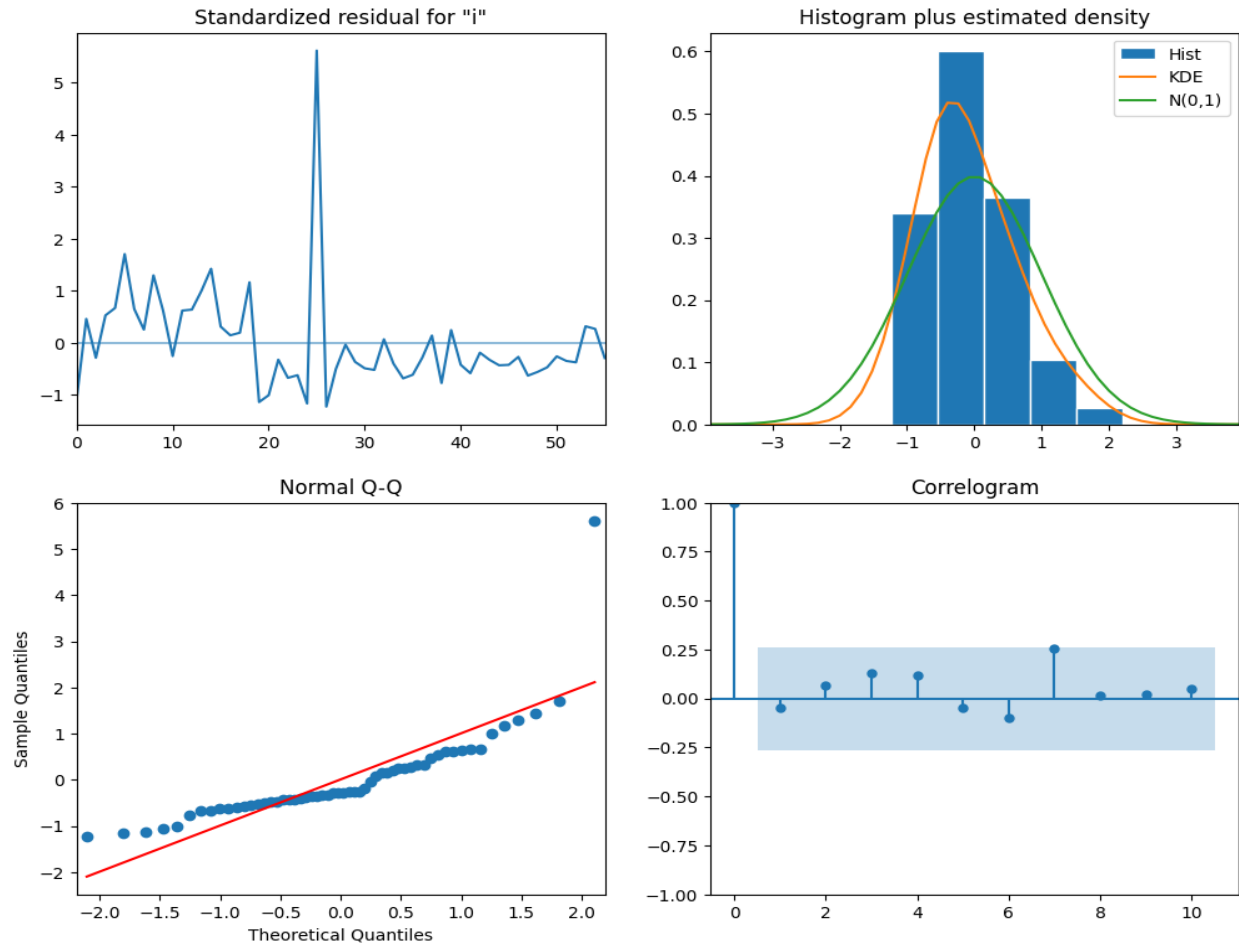 Standardized residual for "i"
5
4
3
2
1
0
−1
0 10 20 30 40 50
Histogram plus estimated density
Hist
KDE
N(0,1)
0.6
0.5
0.4
0.3
0.2
0.1
0.0
−3 −2 −1 0 1 2 3
Normal Q-Q
Sample Quantiles
6
5
4
3
2
1
0
−1
−2
−2.0 −1.5 −1.0 −0.5 0.0 0.5 1.0 1.5 2.0
Theoretical Quantiles
Correlogram
1.00
0.75
0.50
0.25
0.00
−0.25
−0.50
−0.75
−1.00
0 2 4 6 8 10